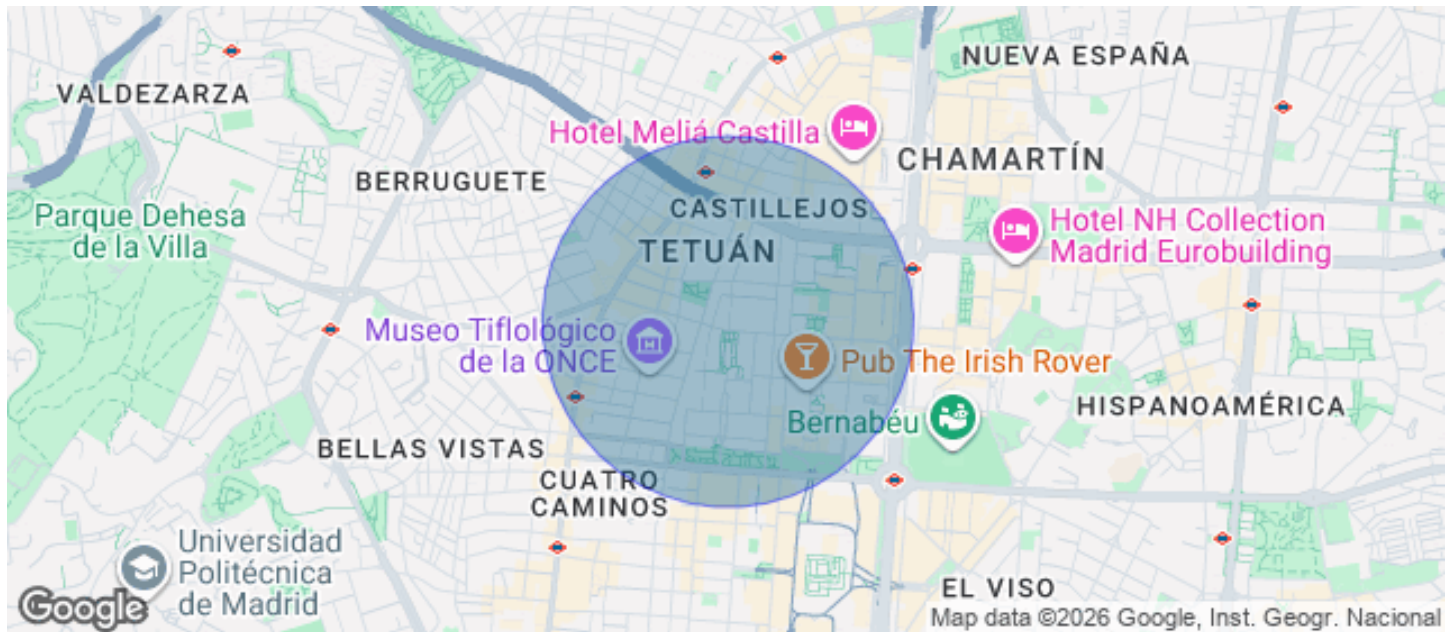 NUEVA ESPAÑA
VALDEZARZA
Hotel Meliá Castilla
CHAMARTÍN
BERRUGUETE
CASTILLEJOS
Parque Dehesa
de la Villa
Hotel NH Collection
Madrid Eurobuilding
TETUÁN
Museo Tiflológico
de la ONCE
Pub The Irish Rover
HISPANOAMÉRICA
Bernabéu
BELLAS VISTAS
CUATRO
CAMINOS
Universidad
Politécnica
de Madrid
EL VISO
Google
Map data ©2026 Google, Inst. Geogr. Nacional